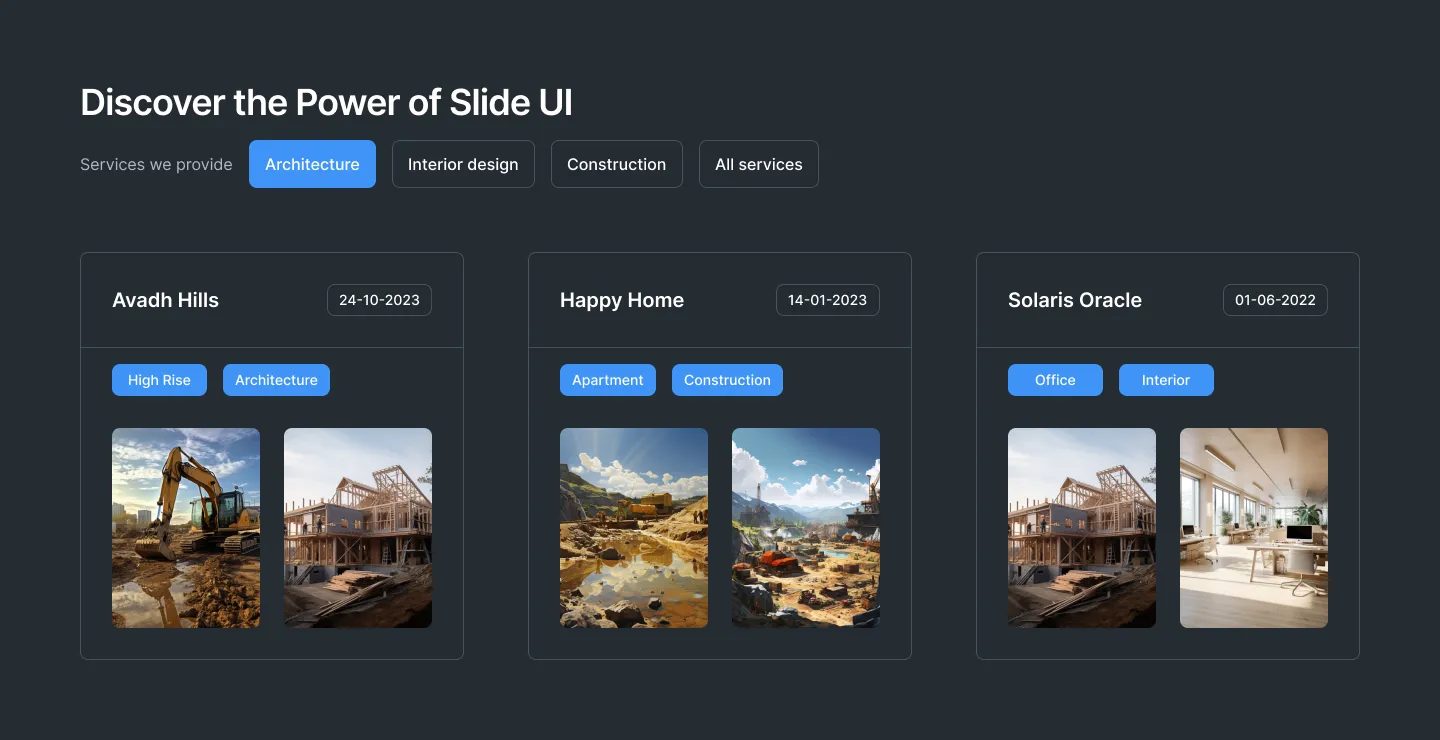 Discover the Power of Slide UI
Services we provide Architecture Interior design Construction All services
Avadh Hills 24-10-2023
High Rise Architecture
Happy Home 14-01-2023
Apartment Construction
Solaris Oracle 01-06-2022
Office Interior